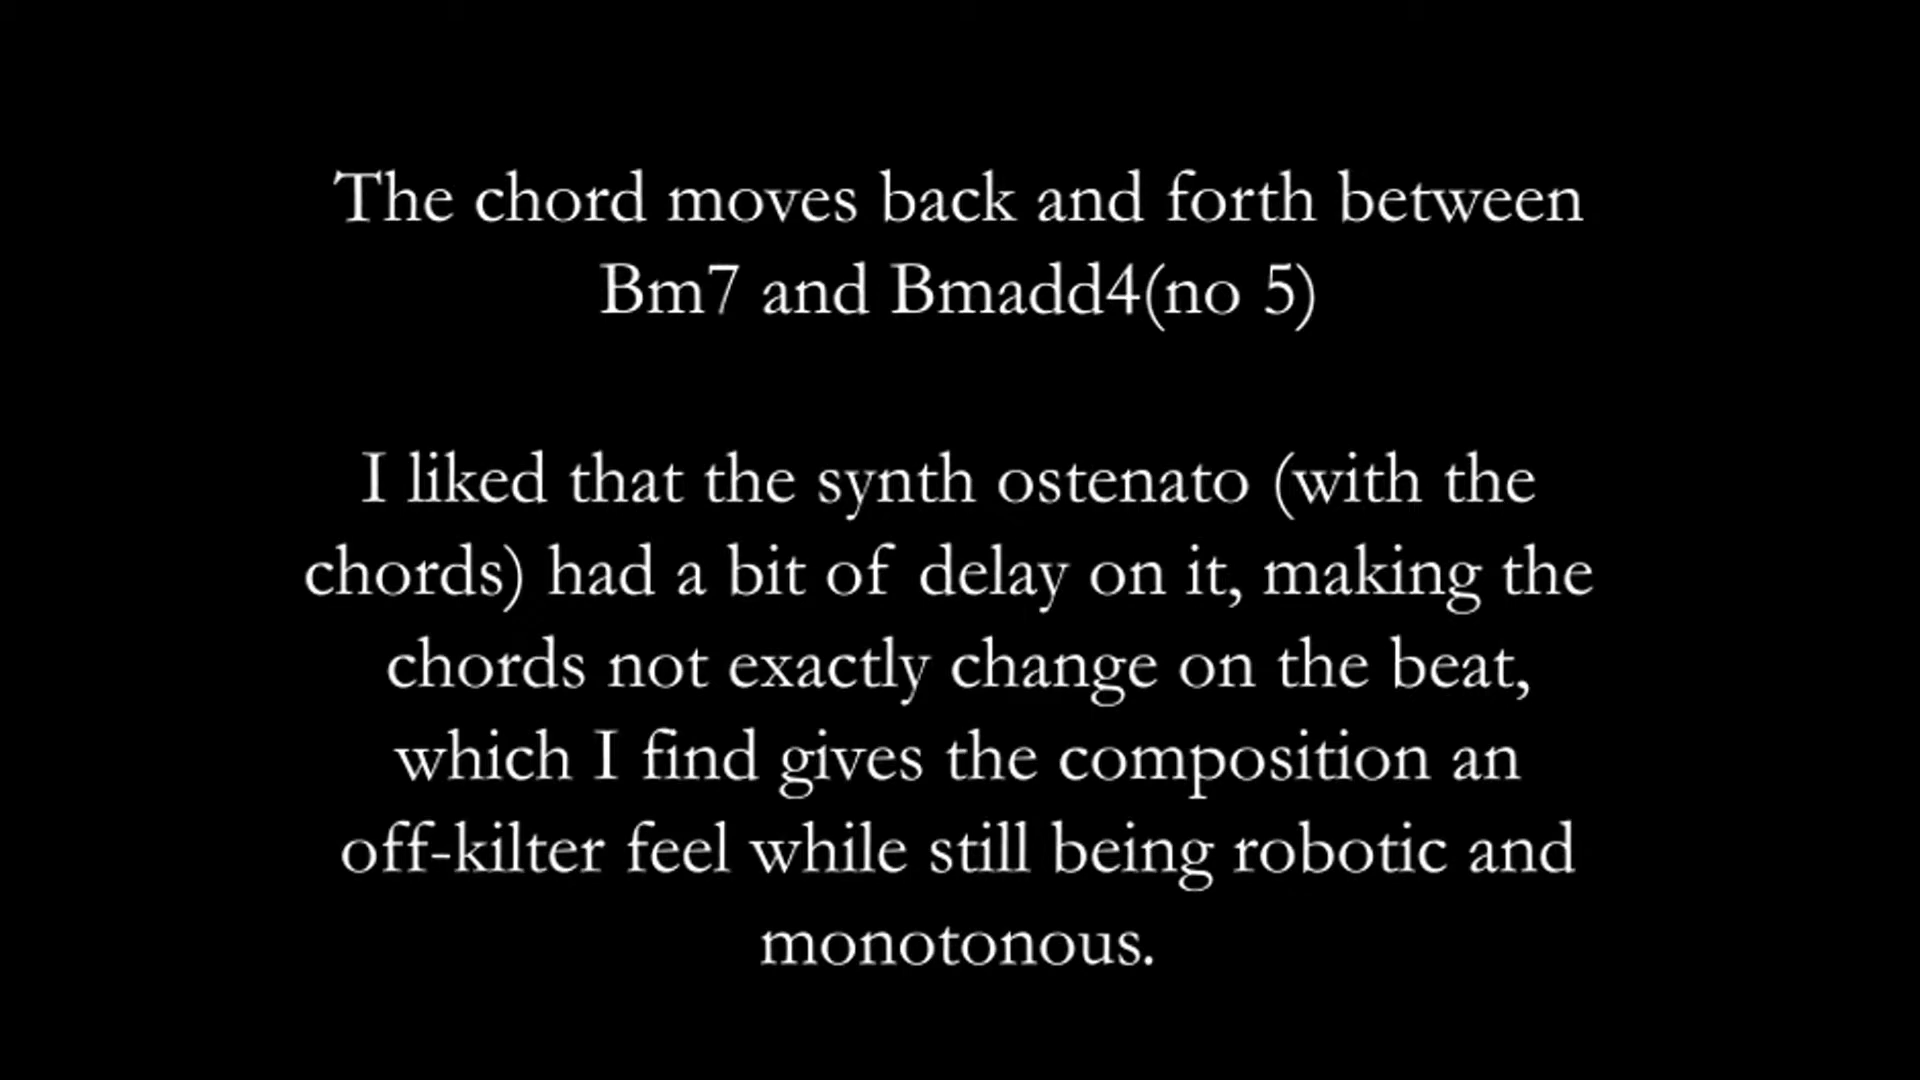 The chord moves back and forth between
Bm7 and Bmadd4(no 5)
I liked that the synth ostenato (with the
chords) had a bit of delay on it, making the
chords not exactly change on the beat,
which I find gives the composition an
off-kilter feel while still being robotic and
monotonous.